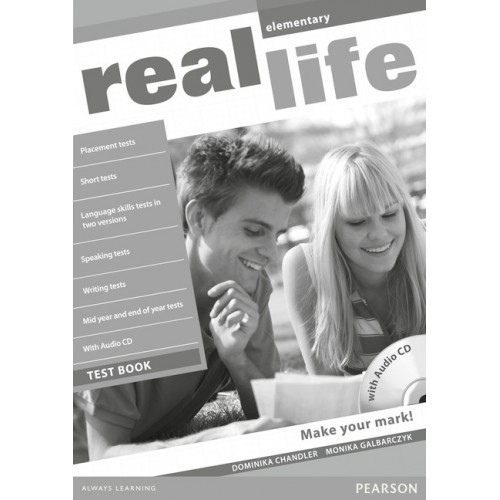 elementary
real
life
Placement tests
Short tests
Language skills tests in
two versions
Speaking tests
Writing tests
Mid year and end of year tests
With Audio CD
TEST BOOK
with Audio CD
Make your mark!
DOMINIKA CHANDLER MONIKA GALBARCZYK
ALWAYS LEARNING
PEARSON